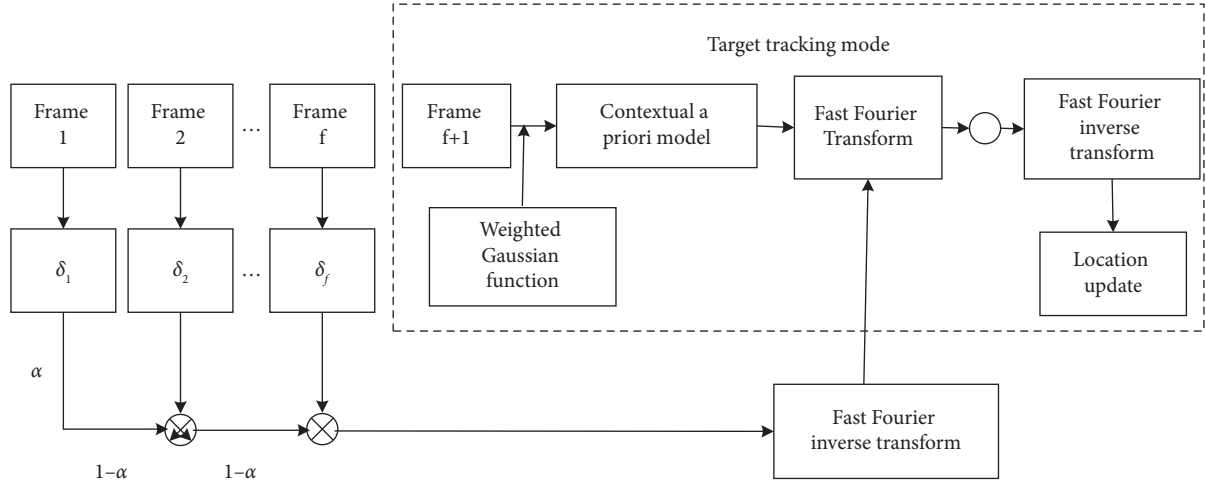 Target tracking mode
Frame
1
Frame
2
...
Frame
f
Frame
f+1
Contextual a
priori model
Fast Fourier
Transform
Fast Fourier
inverse
transform
Weighted
Gaussian
function
Location
update
δ1
δ2
...
δf
α
Fast Fourier
inverse transform
1–α
1–α